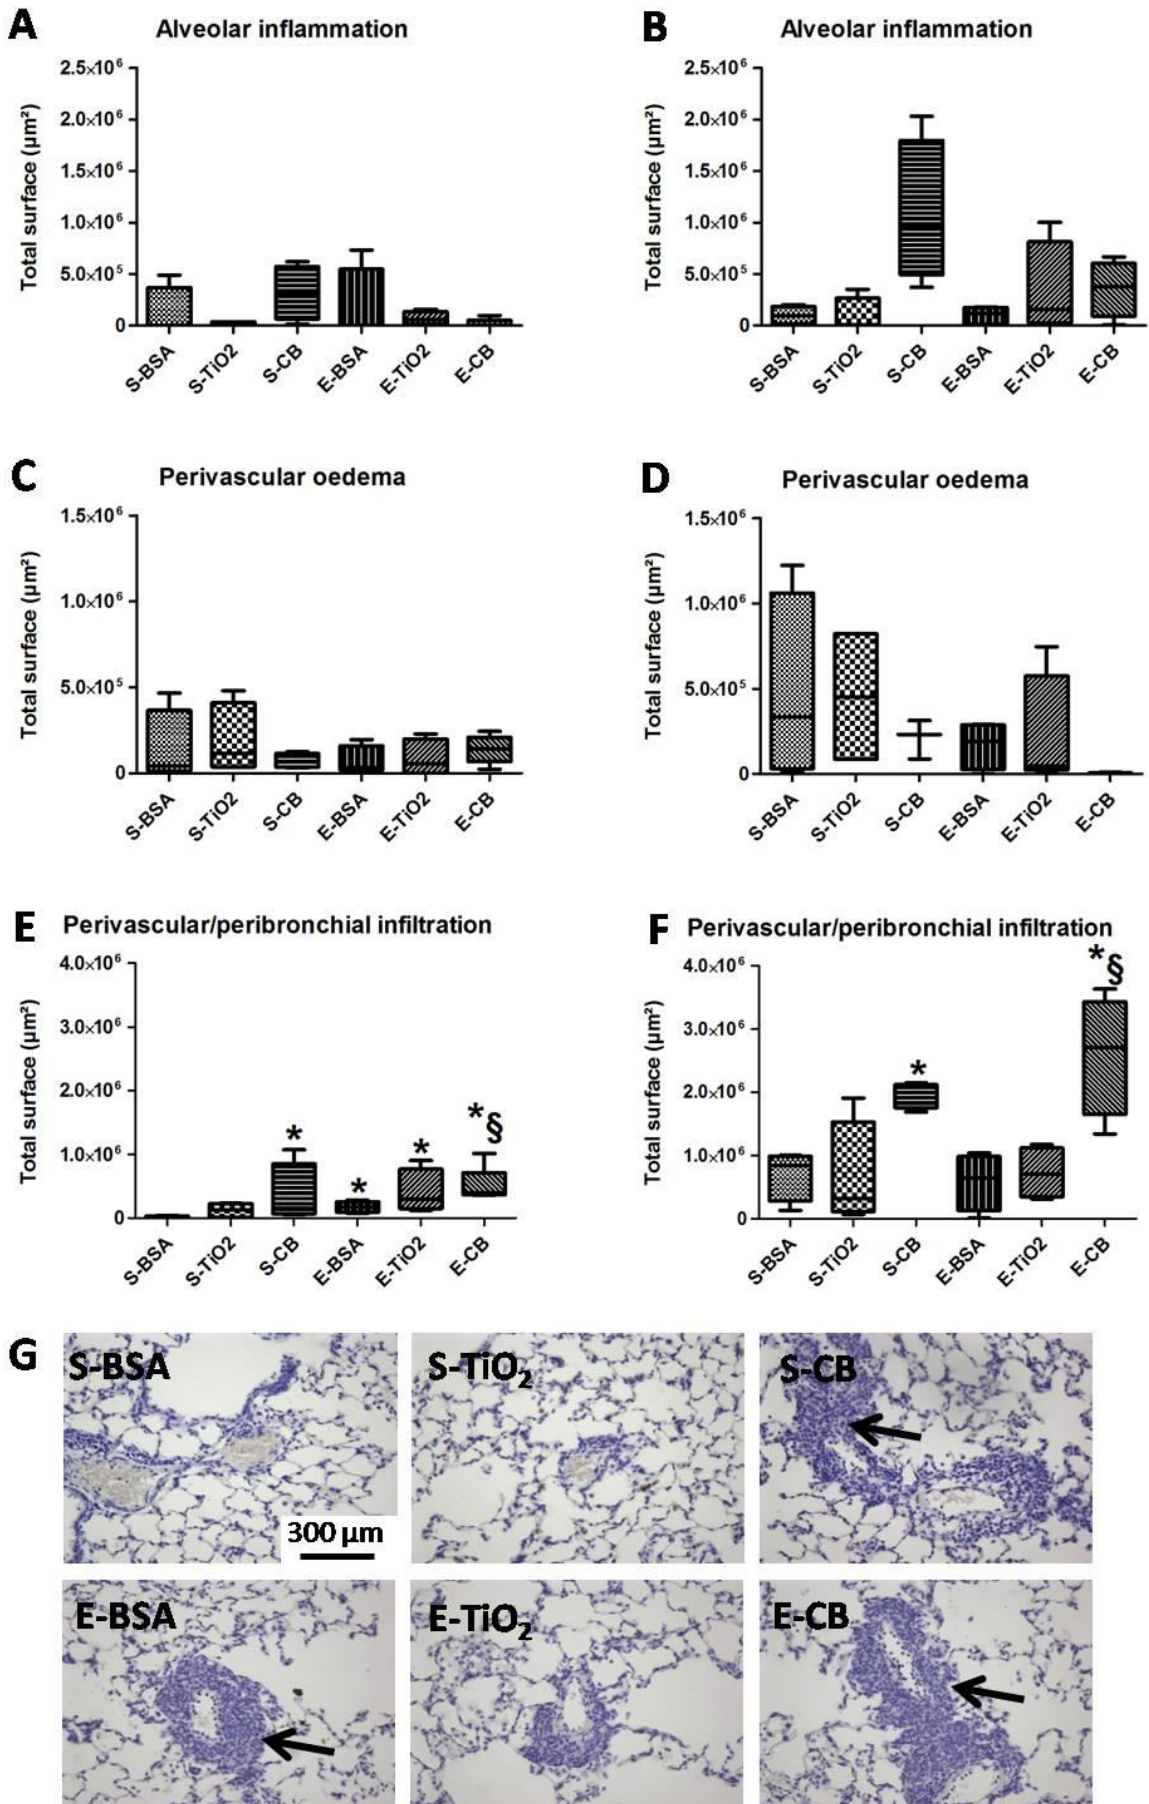 A
Alveolar inflammation
Total surface (µm²)
2.5×10⁶
2.0×10⁶
1.5×10⁶
1.0×10⁶
5.0×10⁵
0
S-BSA
S-TiO2
S-CB
E-BSA
E-TiO2
E-CB
B
Alveolar inflammation
Total surface (µm²)
2.5×10⁶
2.0×10⁶
1.5×10⁶
1.0×10⁶
5.0×10⁵
0
S-BSA
S-TiO2
S-CB
E-BSA
E-TiO2
E-CB
C
Perivascular oedema
Total surface (µm²)
1.5×10⁶
1.0×10⁶
5.0×10⁵
0
S-BSA
S-TiO2
S-CB
E-BSA
E-TiO2
E-CB
D
Perivascular oedema
Total surface (µm²)
1.5×10⁶
1.0×10⁶
5.0×10⁵
0
S-BSA
S-TiO2
S-CB
E-BSA
E-TiO2
E-CB
E
Perivascular/peribronchial infiltration
Total surface (µm²)
4.0×10⁶
3.0×10⁶
2.0×10⁶
1.0×10⁶
0
*
*
*
*§
S-BSA
S-TiO2
S-CB
E-BSA
E-TiO2
E-CB
F
Perivascular/peribronchial infiltration
Total surface (µm²)
4.0×10⁶
3.0×10⁶
2.0×10⁶
1.0×10⁶
0
*
*§
S-BSA
S-TiO2
S-CB
E-BSA
E-TiO2
E-CB
G
S-BSA
S-TiO₂
S-CB
300 µm
E-BSA
E-TiO₂
E-CB